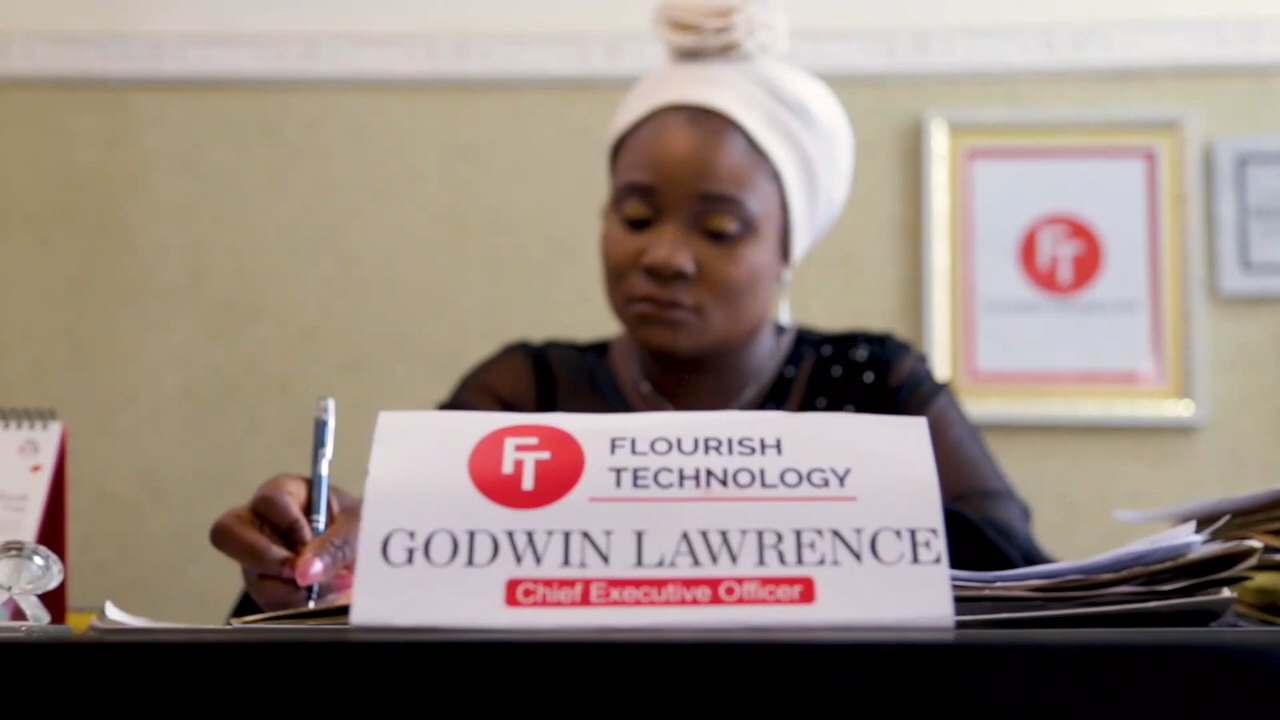 FT
FLOURISH
TECHNOLOGY
GODWIN LAWRENCE
Chief Executive Officer
FT